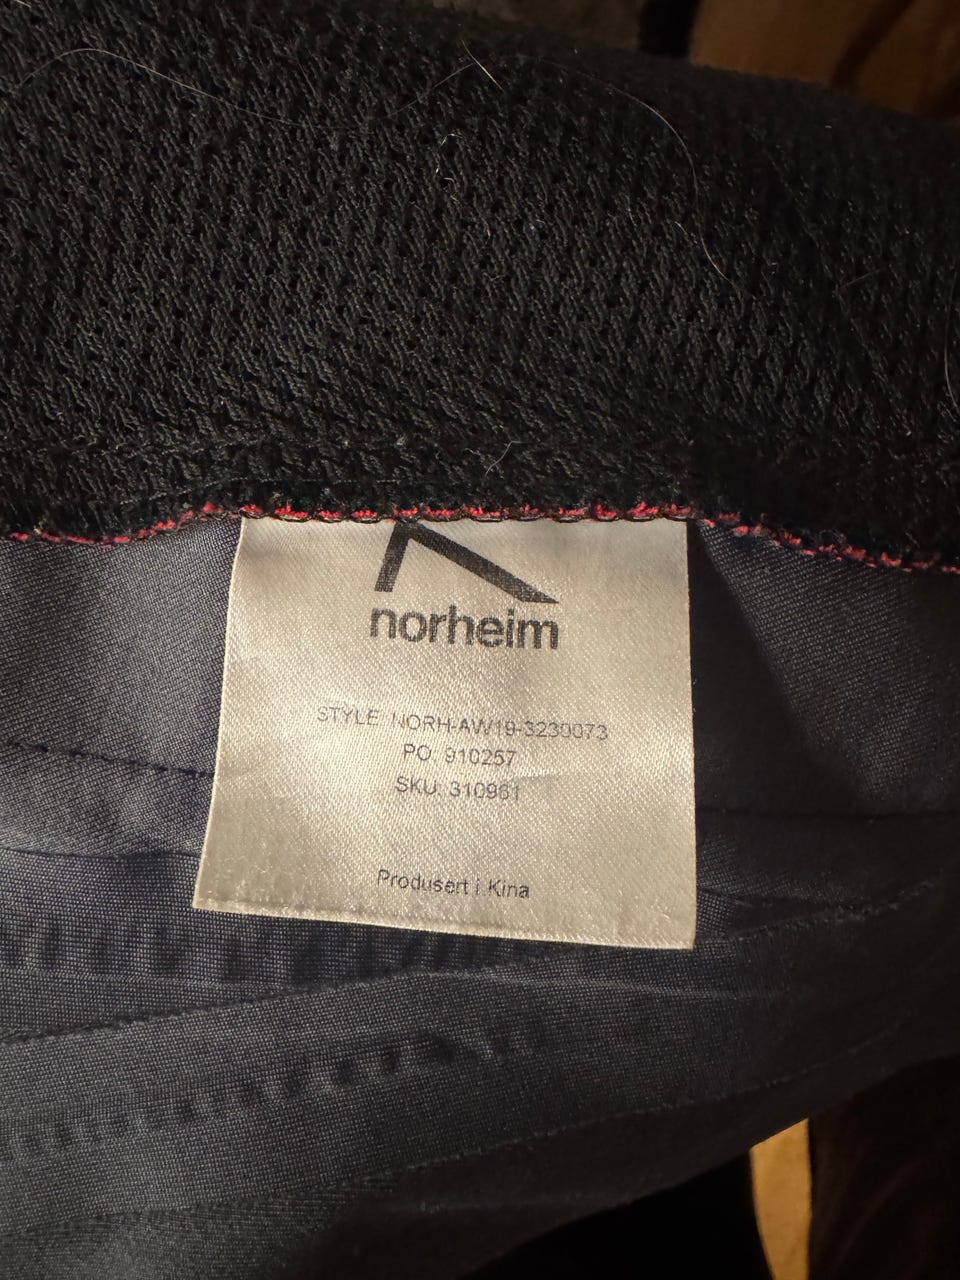 norheim
STYLE: NORH-AW19-3230073
PO: 910257
SKU: 310961
Produsert i Kina